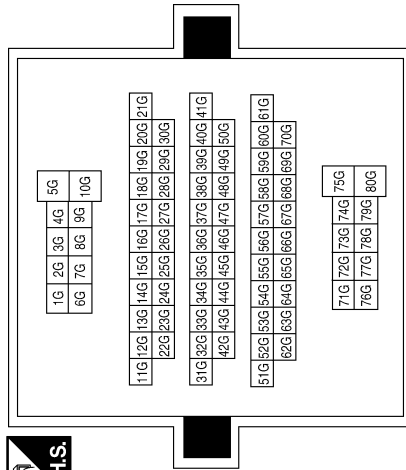 1G 2G 3G 4G 5G
6G 7G 8G 9G 10G
11G 12G 13G 14G 15G 16G 17G 18G 19G 20G 21G
22G 23G 24G 25G 26G 27G 28G 29G 30G
31G 32G 33G 34G 35G 36G 37G 38G 39G 40G 41G
42G 43G 44G 45G 46G 47G 48G 49G 50G
51G 52G 53G 54G 55G 56G 57G 58G 59G 60G 61G
62G 63G 64G 65G 66G 67G 68G 69G 70G
71G 72G 73G 74G 75G
76G 77G 78G 79G 80G
H.S.